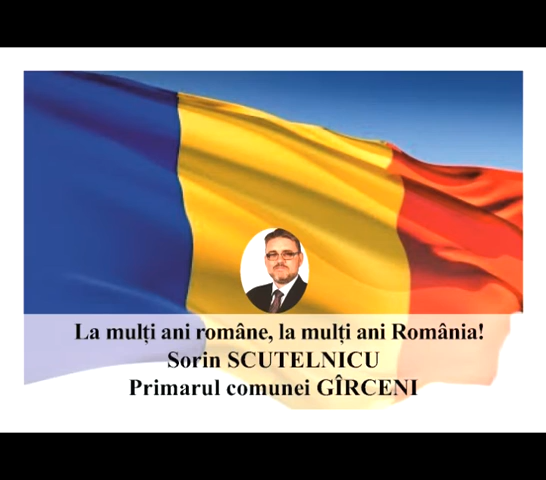 La mulți ani române, la mulți ani România!
Sorin SCUTELNICU
Primarul comunei GÎRCENI